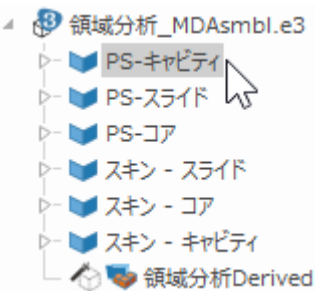 領域分析_MDAsmbl.e3
PS-キャビティ
PS-スライド
PS-コア
スキン - スライド
スキン - コア
スキン - キャビティ
領域分析Derived